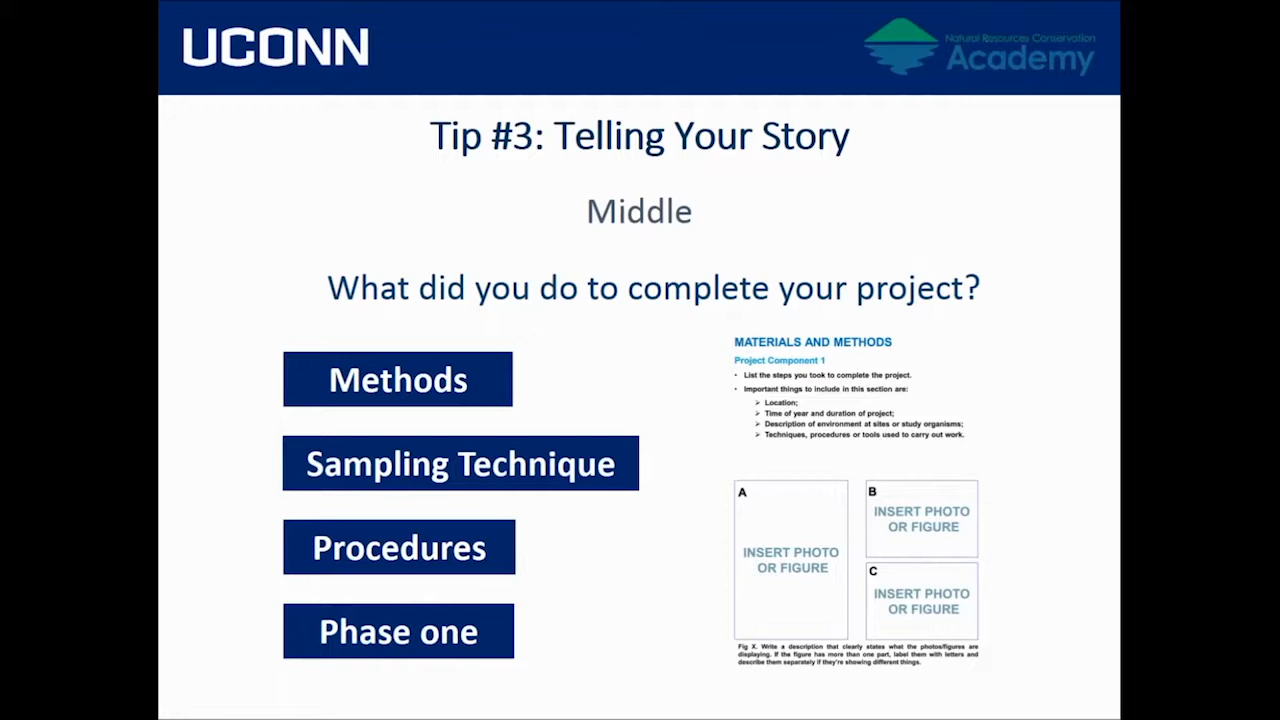 UCONN
Natural Resources Conservation
Academy
Tip #3: Telling Your Story
Middle
What did you do to complete your project?
Methods
Sampling Technique
Procedures
Phase one
MATERIALS AND METHODS
Project Component 1
• List the steps you took to complete the project.
• Important things to include in this section are:
➢ Location;
➢ Time of year and duration of project;
➢ Description of environment at sites or study organisms;
➢ Techniques, procedures or tools used to carry out work.
A
INSERT PHOTO
OR FIGURE
B
INSERT PHOTO
OR FIGURE
C
INSERT PHOTO
OR FIGURE
Fig X. Write a description that clearly states what the photos/figures are
displaying. If the figure has more than one part, label them with letters and
describe them separately if they're showing different things.